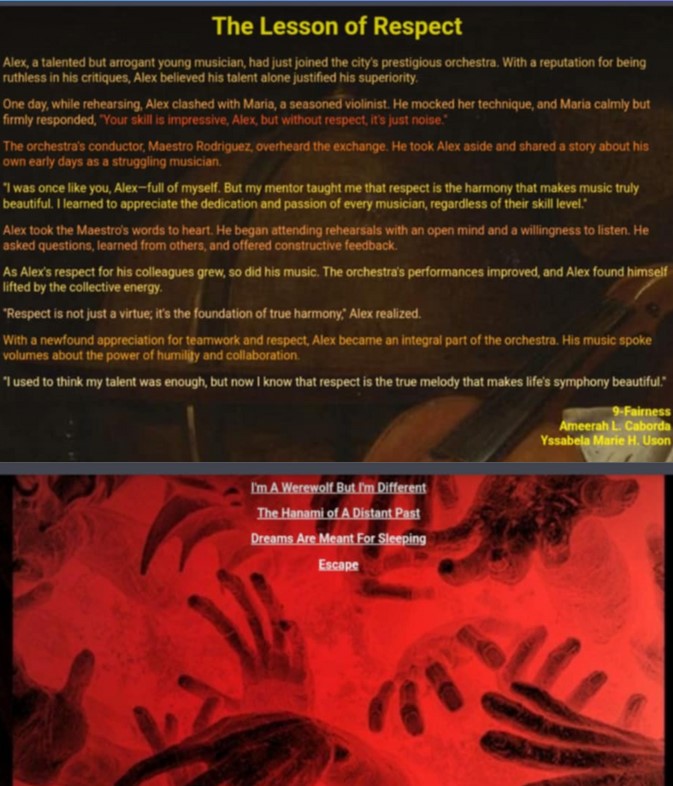 The Lesson of Respect
Alex, a talented but arrogant young musician, had just joined the city's prestigious orchestra. With a reputation for being
ruthless in his critiques, Alex believed his talent alone justified his superiority.
One day, while rehearsing, Alex clashed with Maria, a seasoned violinist. He mocked her technique, and Maria calmly but
firmly responded, "Your skill is impressive, Alex, but without respect, it's just noise."
The orchestra's conductor, Maestro Rodriguez, overheard the exchange. He took Alex aside and shared a story about his
own early days as a struggling musician.
"I was once like you, Alex—full of myself. But my mentor taught me that respect is the harmony that makes music truly
beautiful. I learned to appreciate the dedication and passion of every musician, regardless of their skill level."
Alex took the Maestro's words to heart. He began attending rehearsals with an open mind and a willingness to listen. He
asked questions, learned from others, and offered constructive feedback.
As Alex's respect for his colleagues grew, so did his music. The orchestra's performances improved, and Alex found himself
lifted by the collective energy.
"Respect is not just a virtue; it's the foundation of true harmony," Alex realized.
With a newfound appreciation for teamwork and respect, Alex became an integral part of the orchestra. His music spoke
volumes about the power of humility and collaboration.
"I used to think my talent was enough, but now I know that respect is the true melody that makes life's symphony beautiful."
9-Fairness
Ameerah L. Caborda
Yssabela Marie H. Uson
I'm A Werewolf But I'm Different
The Hanami of A Distant Past
Dreams Are Meant For Sleeping
Escape